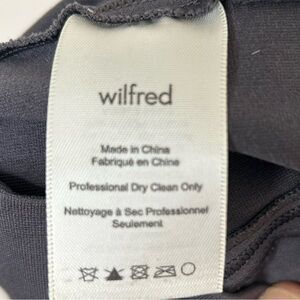 wilfred
Made in China
Fabriqué en Chine
Professional Dry Clean Only
Nettoyage à Sec Professionnel
Seulement